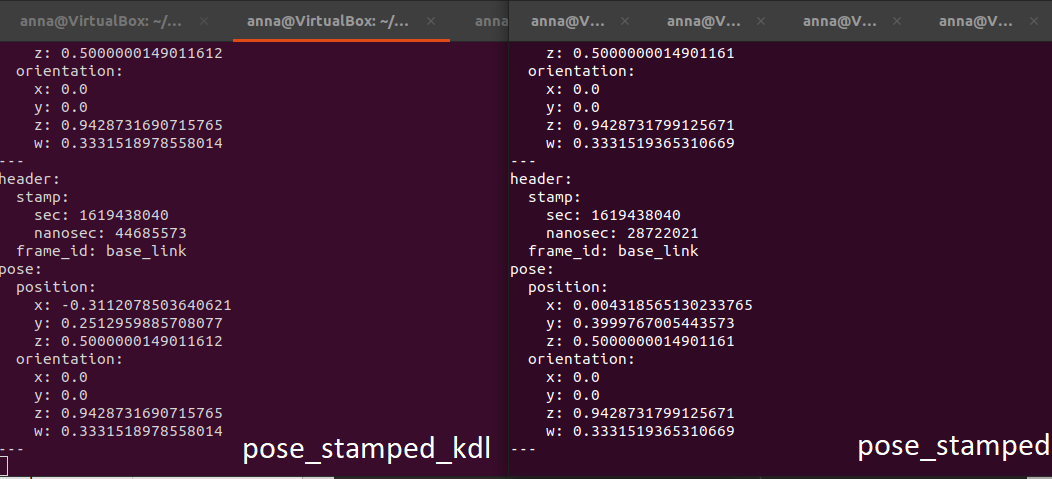 anna@VirtualBox: ~/... ×
anna@VirtualBox: ~/... ×
anna
z: 0.5000000149011612
orientation:
x: 0.0
y: 0.0
z: 0.9428731690715765
w: 0.3331518978558014
---
header:
stamp:
sec: 1619438040
nanosec: 44685573
frame_id: base_link
pose:
position:
x: -0.3112078503640621
y: 0.2512959885708077
z: 0.5000000149011612
orientation:
x: 0.0
y: 0.0
z: 0.9428731690715765
w: 0.3331518978558014
---
pose_stamped_kdl
anna@V... ×
anna@V... ×
anna@V... ×
anna@V... ×
z: 0.5000000149011161
orientation:
x: 0.0
y: 0.0
z: 0.9428731799125671
w: 0.3331519365310669
---
header:
stamp:
sec: 1619438040
nanosec: 28722021
frame_id: base_link
pose:
position:
x: 0.004318565130233765
y: 0.3999767005443573
z: 0.5000000014901161
orientation:
x: 0.0
y: 0.0
z: 0.9428731799125671
w: 0.3331519365310669
---
pose_stamped